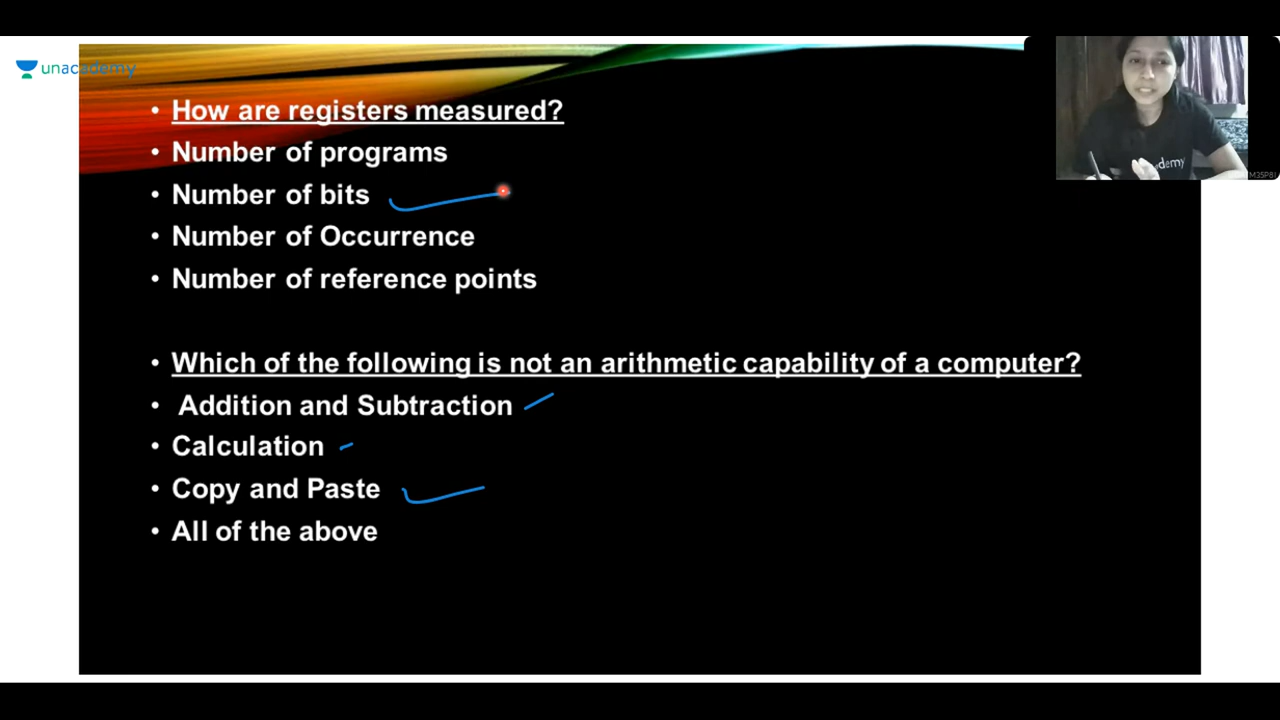 unacademy
• How are registers measured?
• Number of programs
• Number of bits
• Number of Occurrence
• Number of reference points
• Which of the following is not an arithmetic capability of a computer?
• Addition and Subtraction
• Calculation
• Copy and Paste
• All of the above
demy